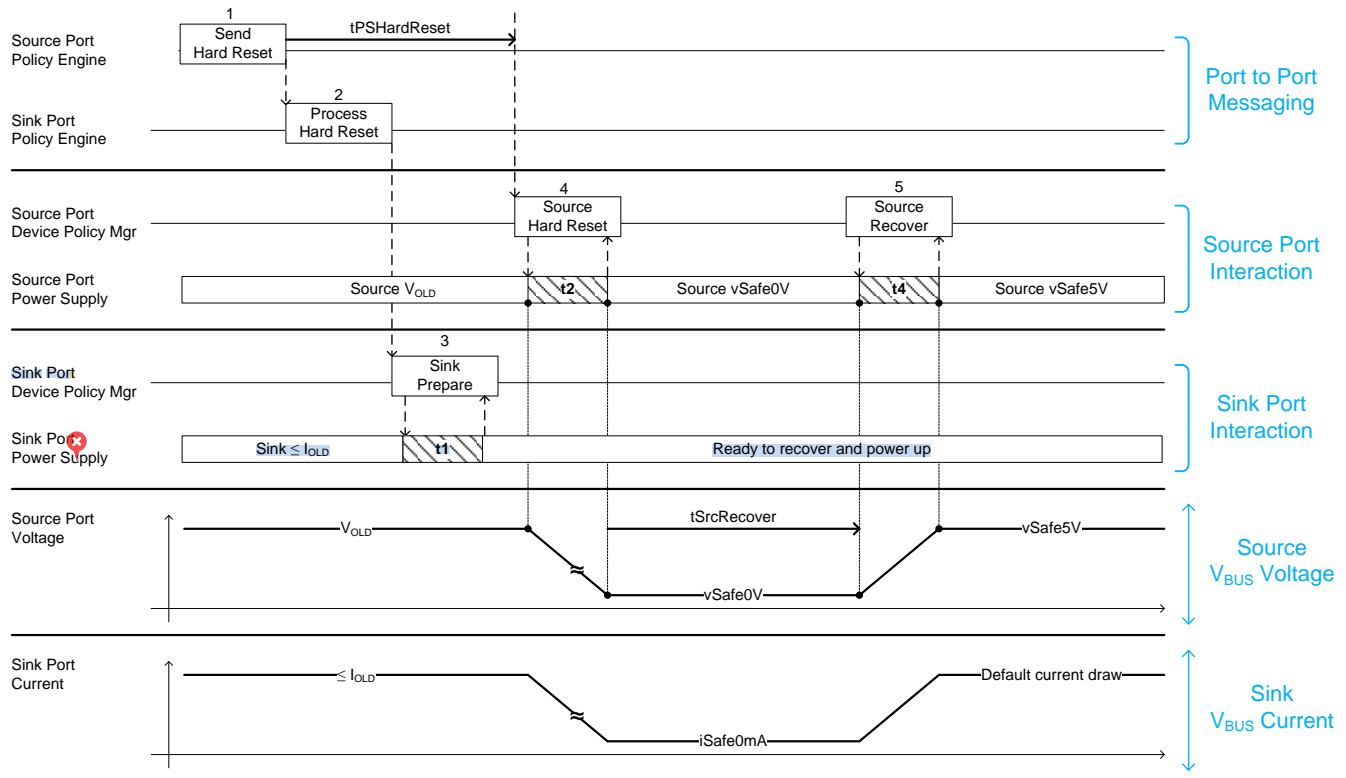 1
Send
Hard Reset
tPSHardReset
Source Port
Policy Engine
2
Process
Hard Reset
Sink Port
Policy Engine
Port to Port
Messaging
4
Source
Hard Reset
5
Source
Recover
Source Port
Device Policy Mgr
Source Port
Power Supply
Source VOLD
t2
Source vSafe0V
t4
Source vSafe5V
Source Port
Interaction
3
Sink
Prepare
Sink Port
Device Policy Mgr
Sink Port
Power Supply
Sink ≤ IOLD
t1
Ready to recover and power up
Sink Port
Interaction
Source Port
Voltage
VOLD
tSrcRecover
vSafe0V
vSafe5V
Source
VBUS Voltage
Sink Port
Current
≤ IOLD
iSafe0mA
Default current draw
Sink
VBUS Current